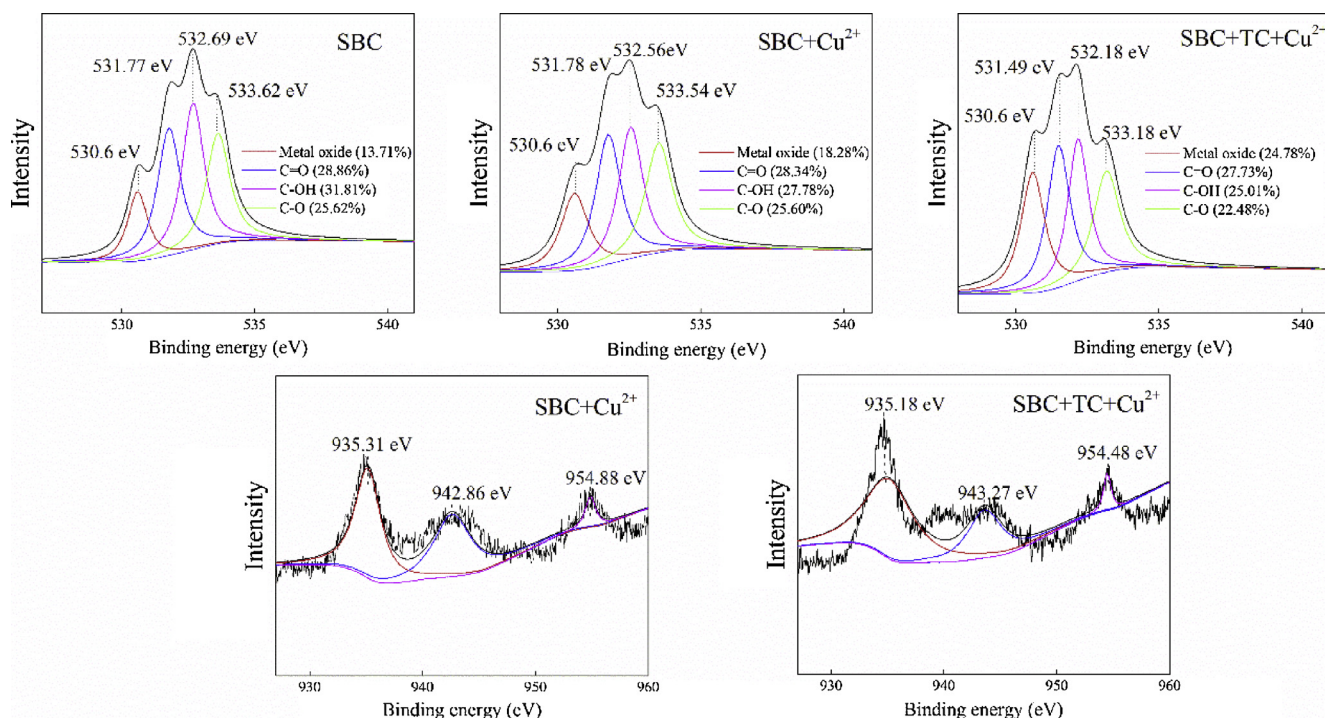 SBC
532.69 eV
531.77 eV
533.62 eV
530.6 eV
Metal oxide (13.71%)
C=O (28.86%)
C-OH (31.81%)
C-O (25.62%)
Intensity
530
535
540
Binding energy (eV)
SBC+Cu2+
532.56eV
531.78 eV
533.54 eV
530.6 eV
Metal oxide (18.28%)
C=O (28.34%)
C-OH (27.78%)
C-O (25.60%)
Intensity
530
535
540
Binding energy (eV)
SBC+TC+Cu2+
532.18 eV
531.49 eV
530.6 eV
533.18 eV
Metal oxide (24.78%)
C=O (27.73%)
C-OH (25.01%)
C-O (22.48%)
Intensity
530
535
540
Binding energy (eV)
SBC+Cu2+
935.31 eV
942.86 eV
954.88 eV
Intensity
930
940
950
960
Binding energy (eV)
SBC+TC+Cu2+
935.18 eV
954.48 eV
943.27 eV
Intensity
930
940
950
960
Binding energy (eV)